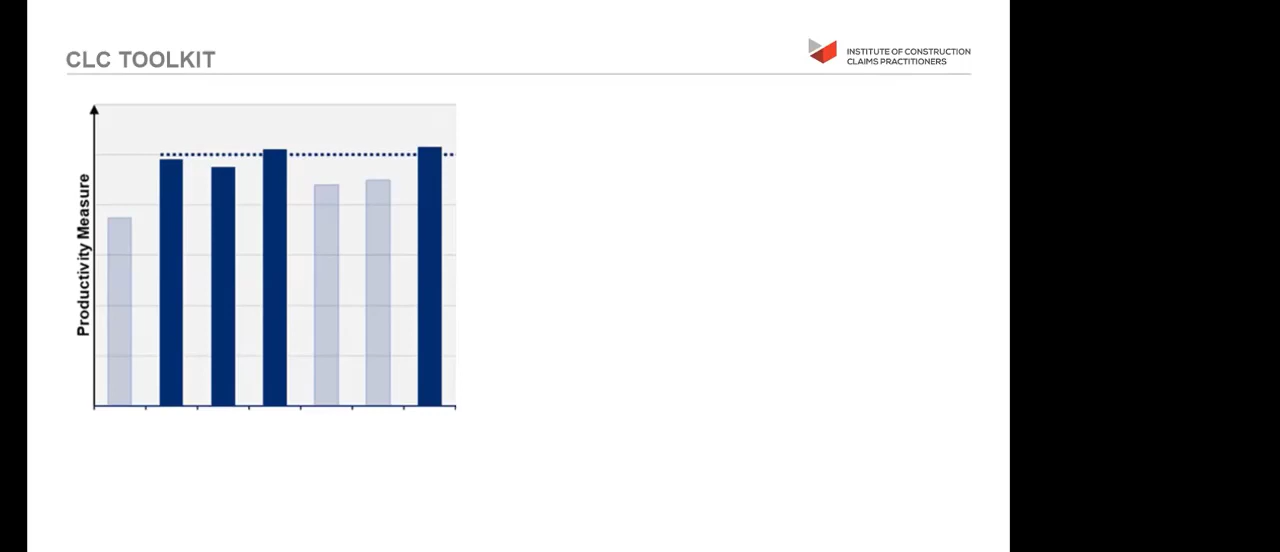 CLC TOOLKIT
INSTITUTE OF CONSTRUCTION
CLAIMS PRACTITIONERS
Productivity Measure